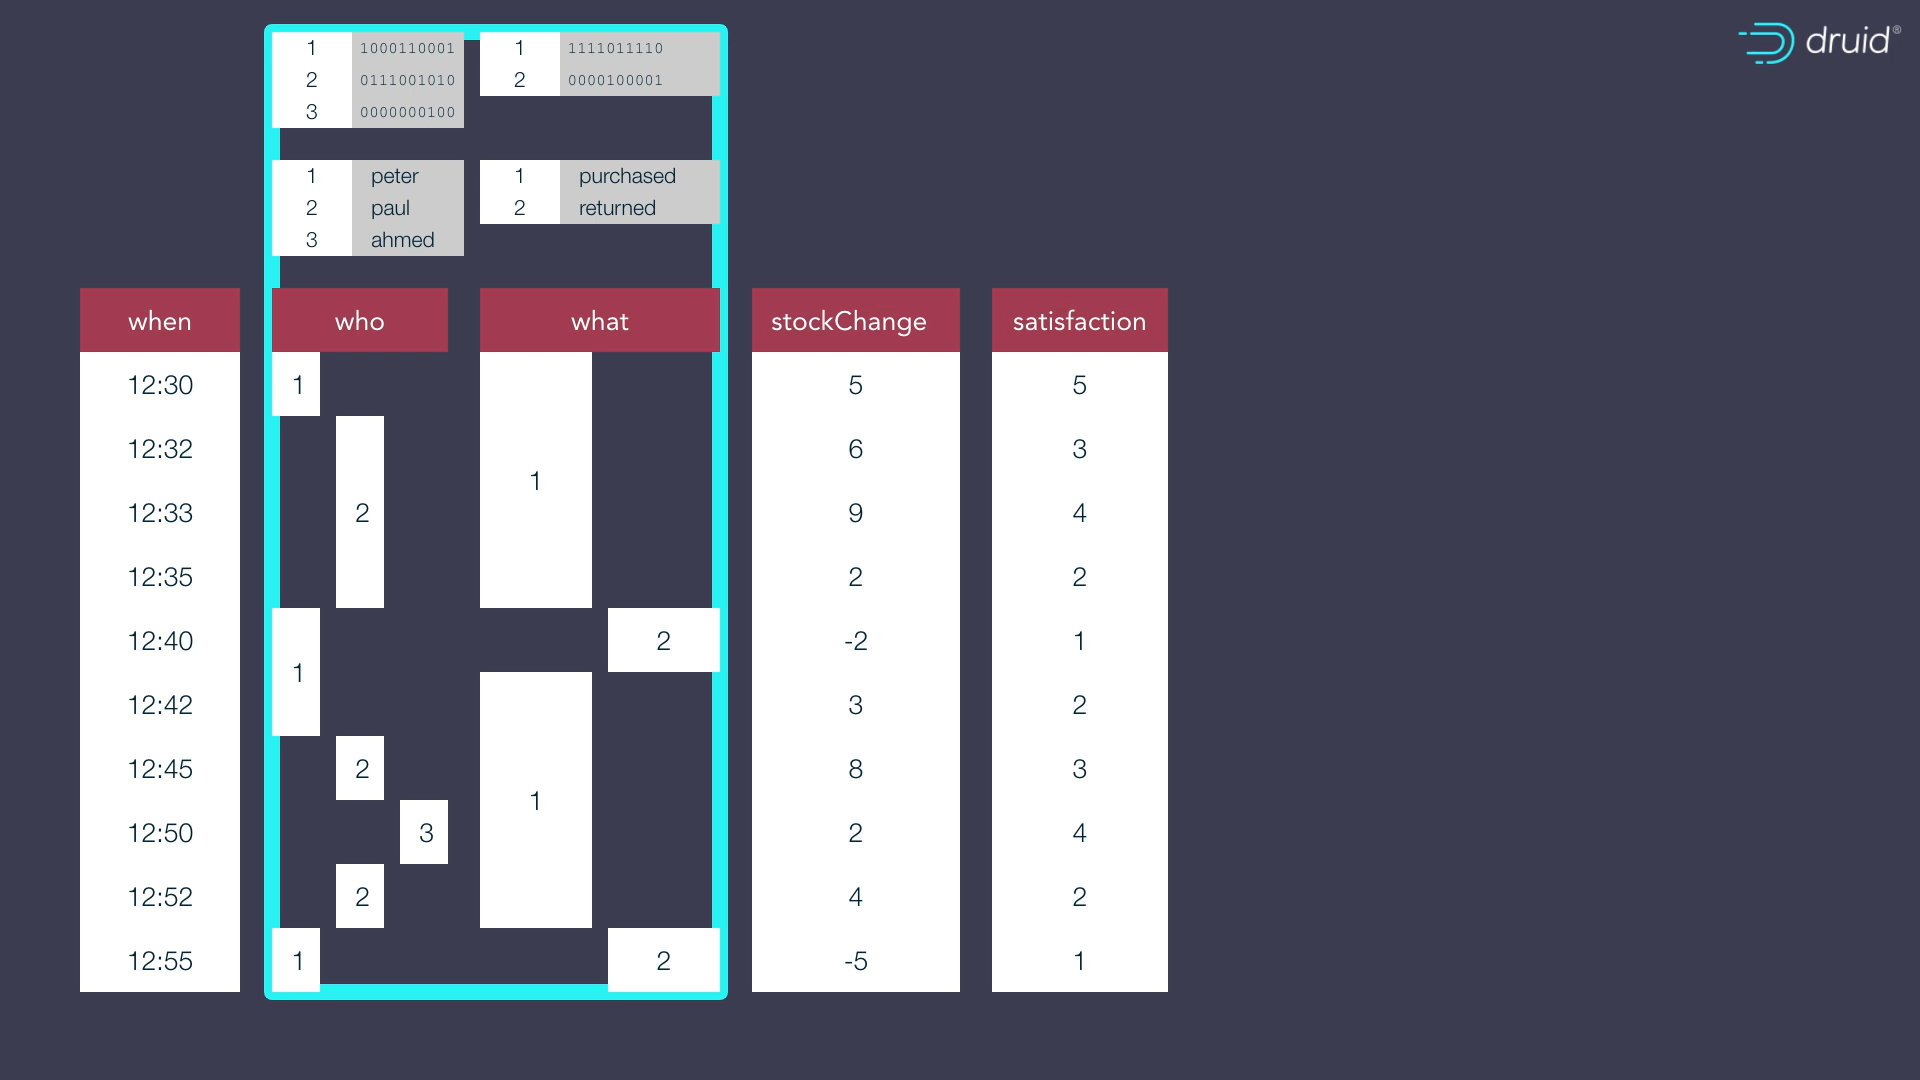 1 1000110001 1 1111011110
2 0111001010 2 0000100001
3 0000000100
druid®
1 peter 1 purchased
2 paul 2 returned
3 ahmed
when who what stockChange satisfaction
12:30 1 5 5
12:32 6 3
1
12:33 2 9 4
12:35 2 2
12:40 2 -2 1
1
12:42 3 2
12:45 2 8 3
1
12:50 3 2 4
12:52 2 4 2
12:55 1 2 -5 1